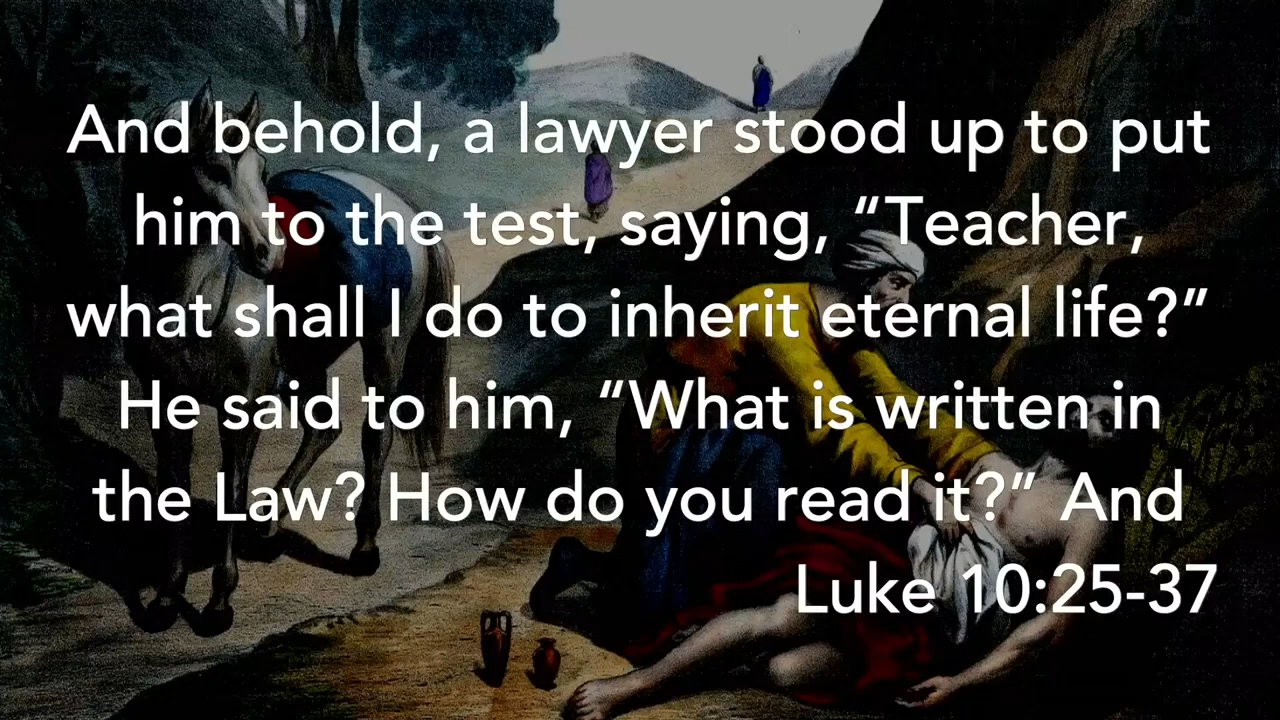 And behold, a lawyer stood up to put
him to the test, saying, “Teacher,
what shall I do to inherit eternal life?”
He said to him, “What is written in
the Law? How do you read it?” And
Luke 10:25-37